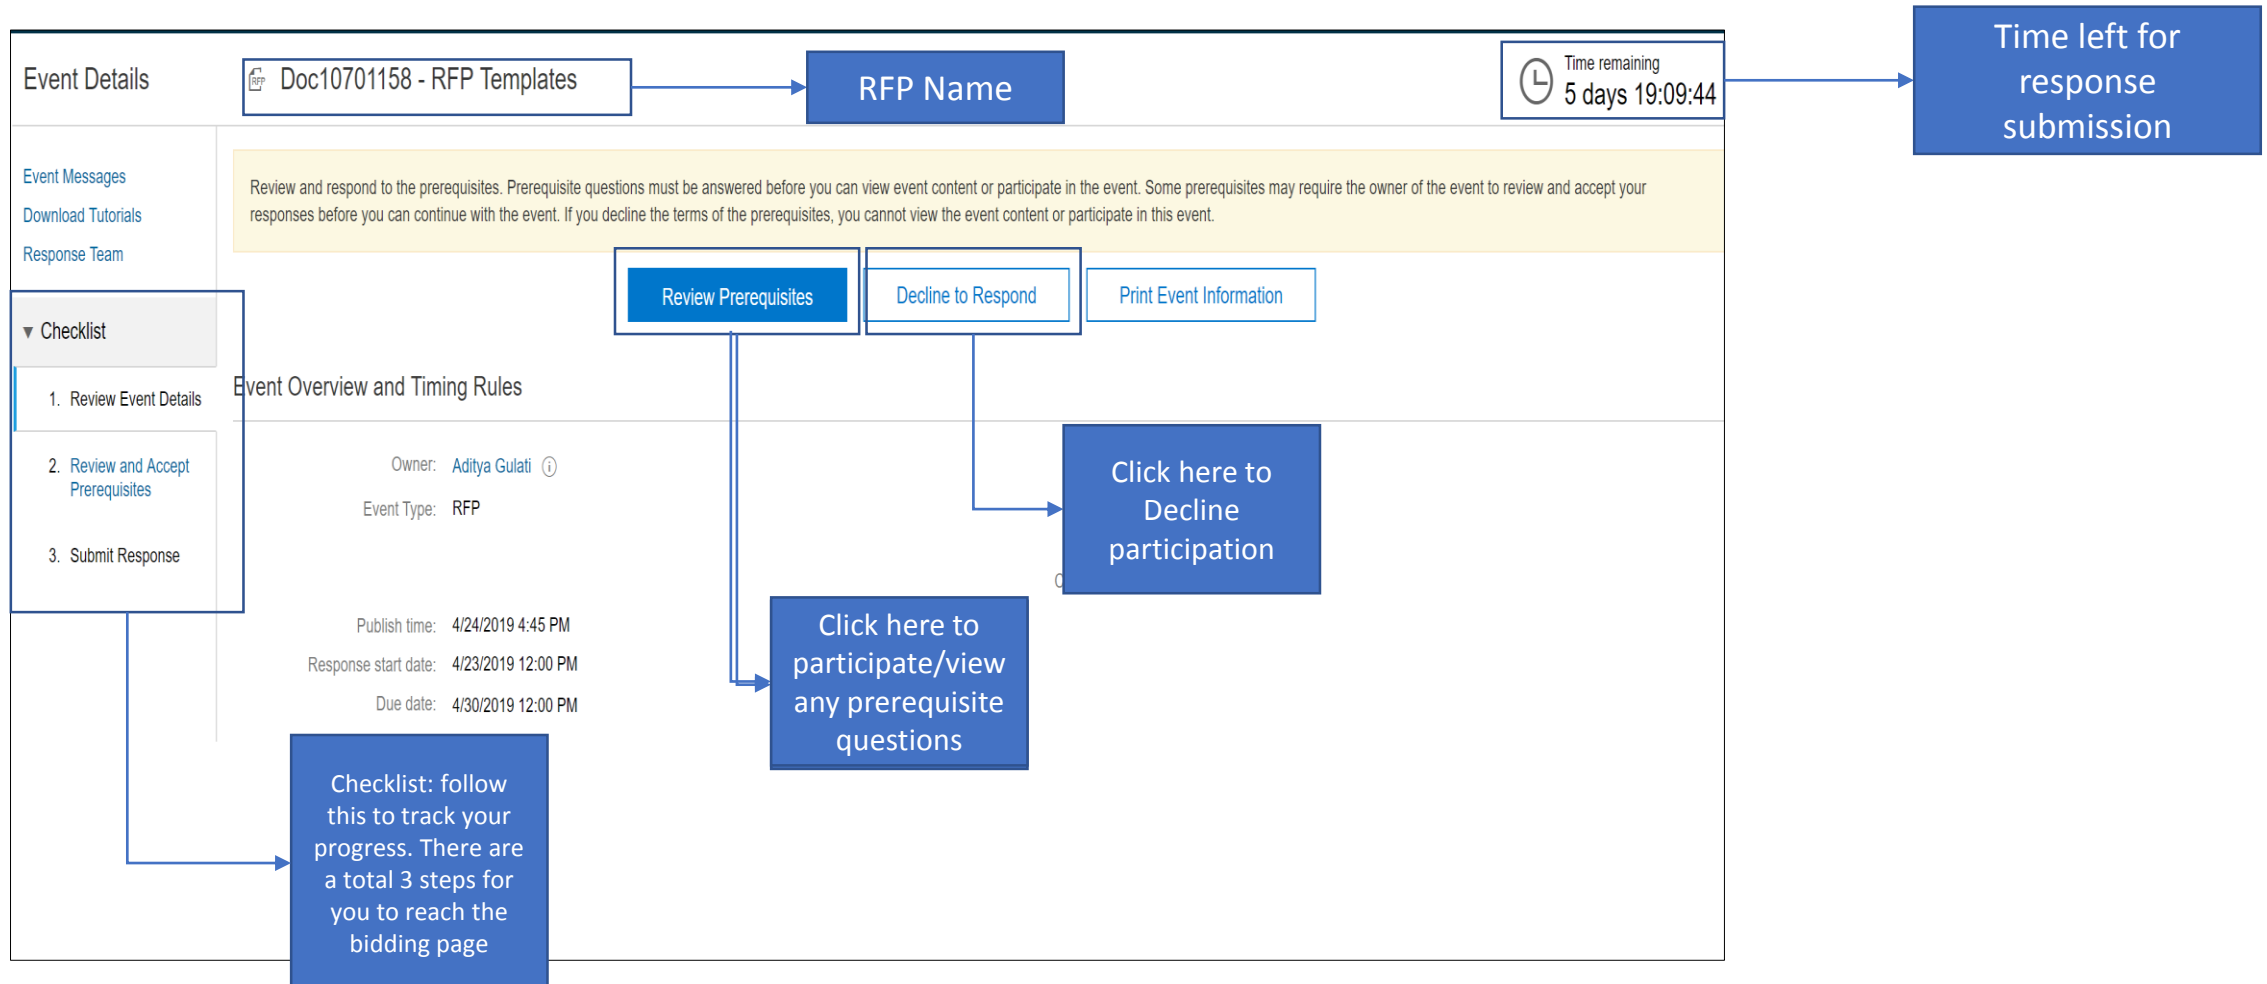 Event Details
RFP
Doc10701158 - RFP Templates
RFP Name
Time remaining
5 days 19:09:44
Time left for
response
submission
Event Messages
Download Tutorials
Response Team
Review and respond to the prerequisites. Prerequisite questions must be answered before you can view event content or participate in the event. Some prerequisites may require the owner of the event to review and accept your
responses before you can continue with the event. If you decline the terms of the prerequisites, you cannot view the event content or participate in this event.
Review Prerequisites
Decline to Respond
Print Event Information
▼ Checklist
1. Review Event Details
2. Review and Accept
Prerequisites
3. Submit Response
Event Overview and Timing Rules
Owner: Aditya Gulati
Event Type: RFP
Publish time: 4/24/2019 4:45 PM
Response start date: 4/23/2019 12:00 PM
Due date: 4/30/2019 12:00 PM
Click here to
Decline
participation
Click here to
participate/view
any prerequisite
questions
Checklist: follow
this to track your
progress. There are
a total 3 steps for
you to reach the
bidding page